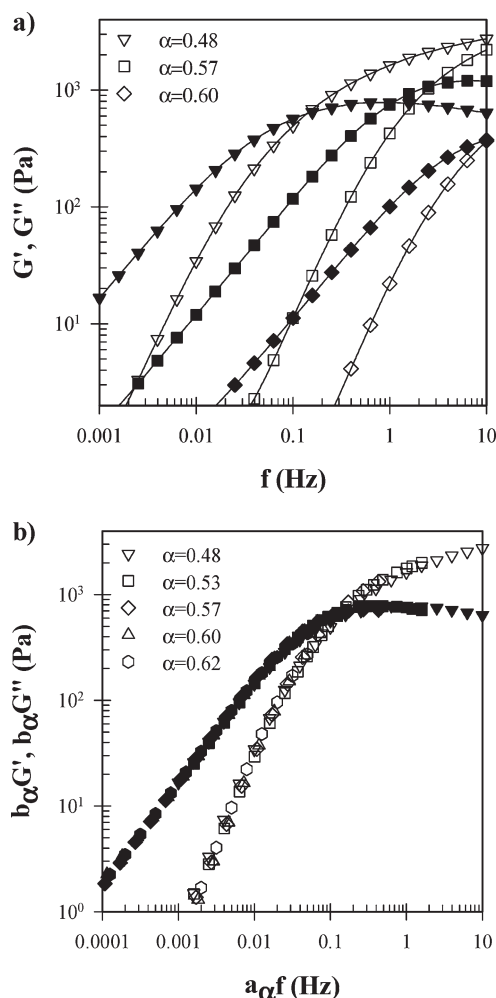 a)
α=0.48
α=0.57
α=0.60
G', G'' (Pa)
10³
10²
10¹
0.001 0.01 0.1 1 10
f (Hz)
b)
α=0.48
α=0.53
α=0.57
α=0.60
α=0.62
bαG', bαG'' (Pa)
10³
10²
10¹
10⁰
0.0001 0.001 0.01 0.1 1 10
aαf (Hz)